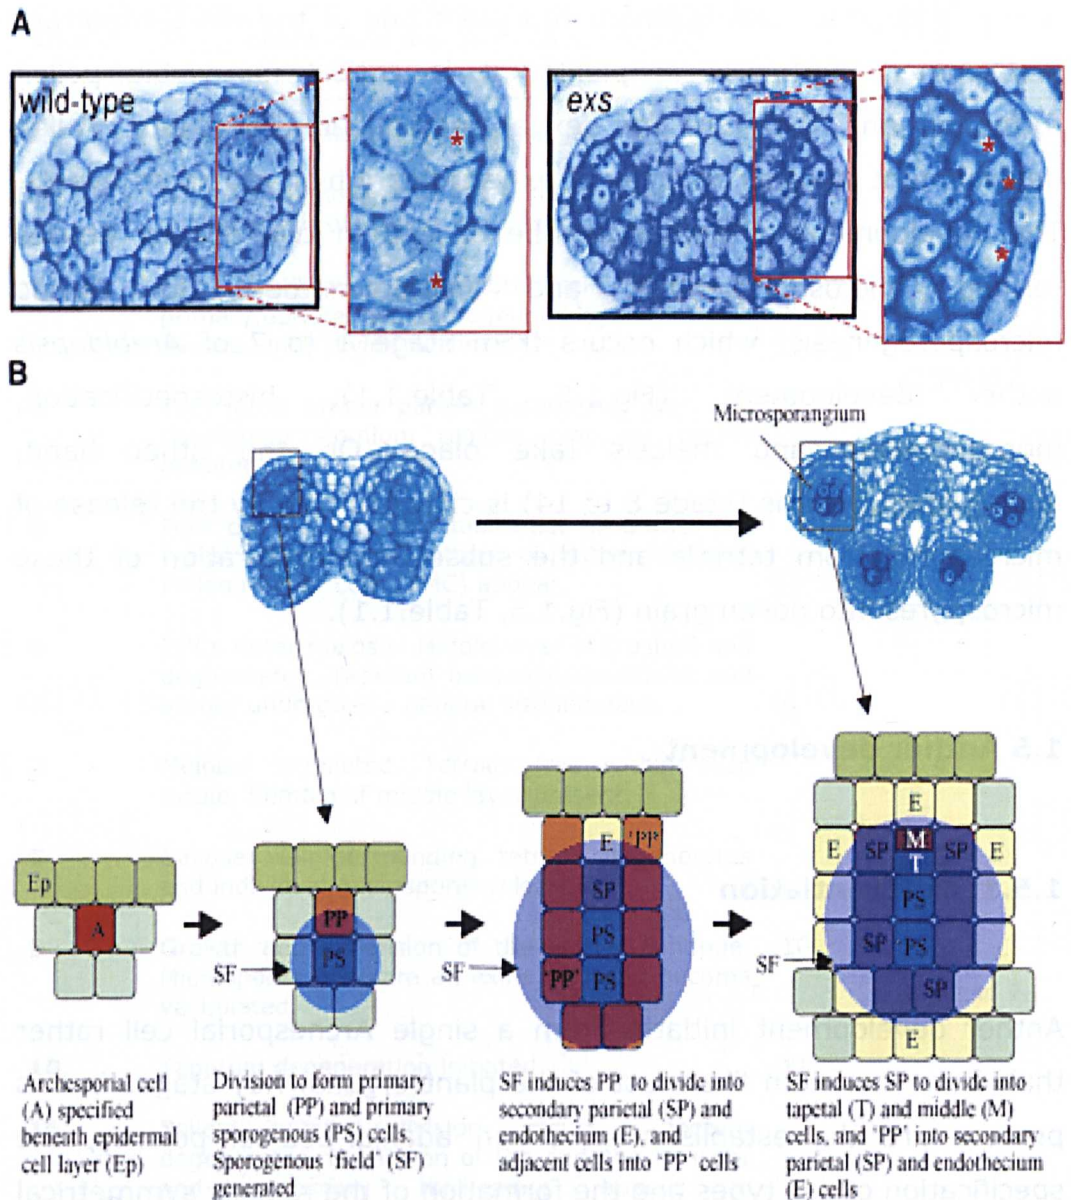 A
wild-type
exs
B
Microsporangium
Ep
A
PP
PS
SF
E
'PP'
SP
PS
PP'
PS
SF
E
E
SP
M
SP
E
T
PS
SP
PS
SP
E
SF
Archesporial cell
(A) specified
beneath epidermal
cell layer (Ep)
Division to form primary
parietal (PP) and primary
sporogenous (PS) cells.
Sporogenous 'field' (SF)
generated
SF induces PP to divide into
secondary parietal (SP) and
endothecium (E), and
adjacent cells into 'PP' cells
SF induces SP to divide into
tapetal (T) and middle (M)
cells, and 'PP' into secondary
parietal (SP) and endothecium
(E) cells